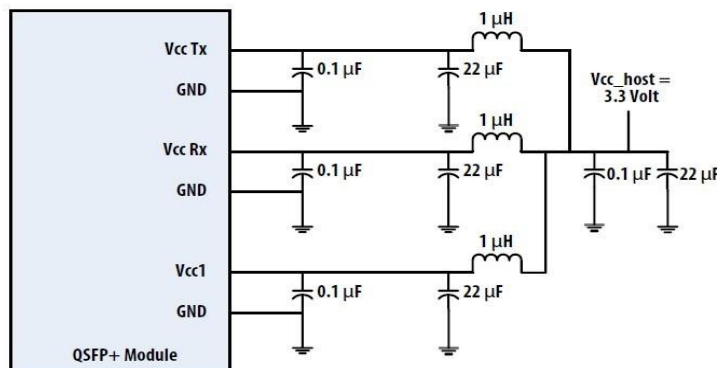 1 µH
Vcc Tx
0.1 µF
22 µF
GND
Vcc_host =
3.3 Volt
1 µH
Vcc Rx
0.1 µF
22 µF
0.1 µF
22 µF
GND
1 µH
Vcc1
0.1 µF
22 µF
GND
QSFP+ Module